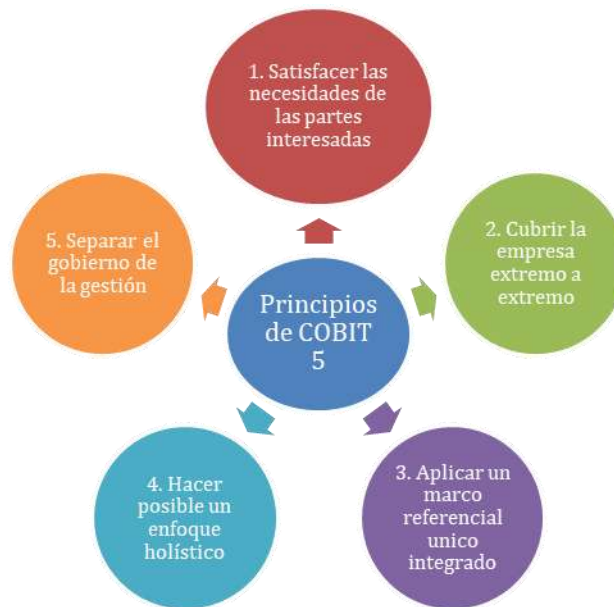 1. Satisfacer las
necesidades de
las partes
interesadas
2. Cubrir la
empresa
extremo a
extremo
3. Aplicar un
marco
referencial
unico
integrado
4. Hacer
posible un
enfoque
holístico
5. Separar el
gobierno de
la gestión
Principios
de COBIT
5